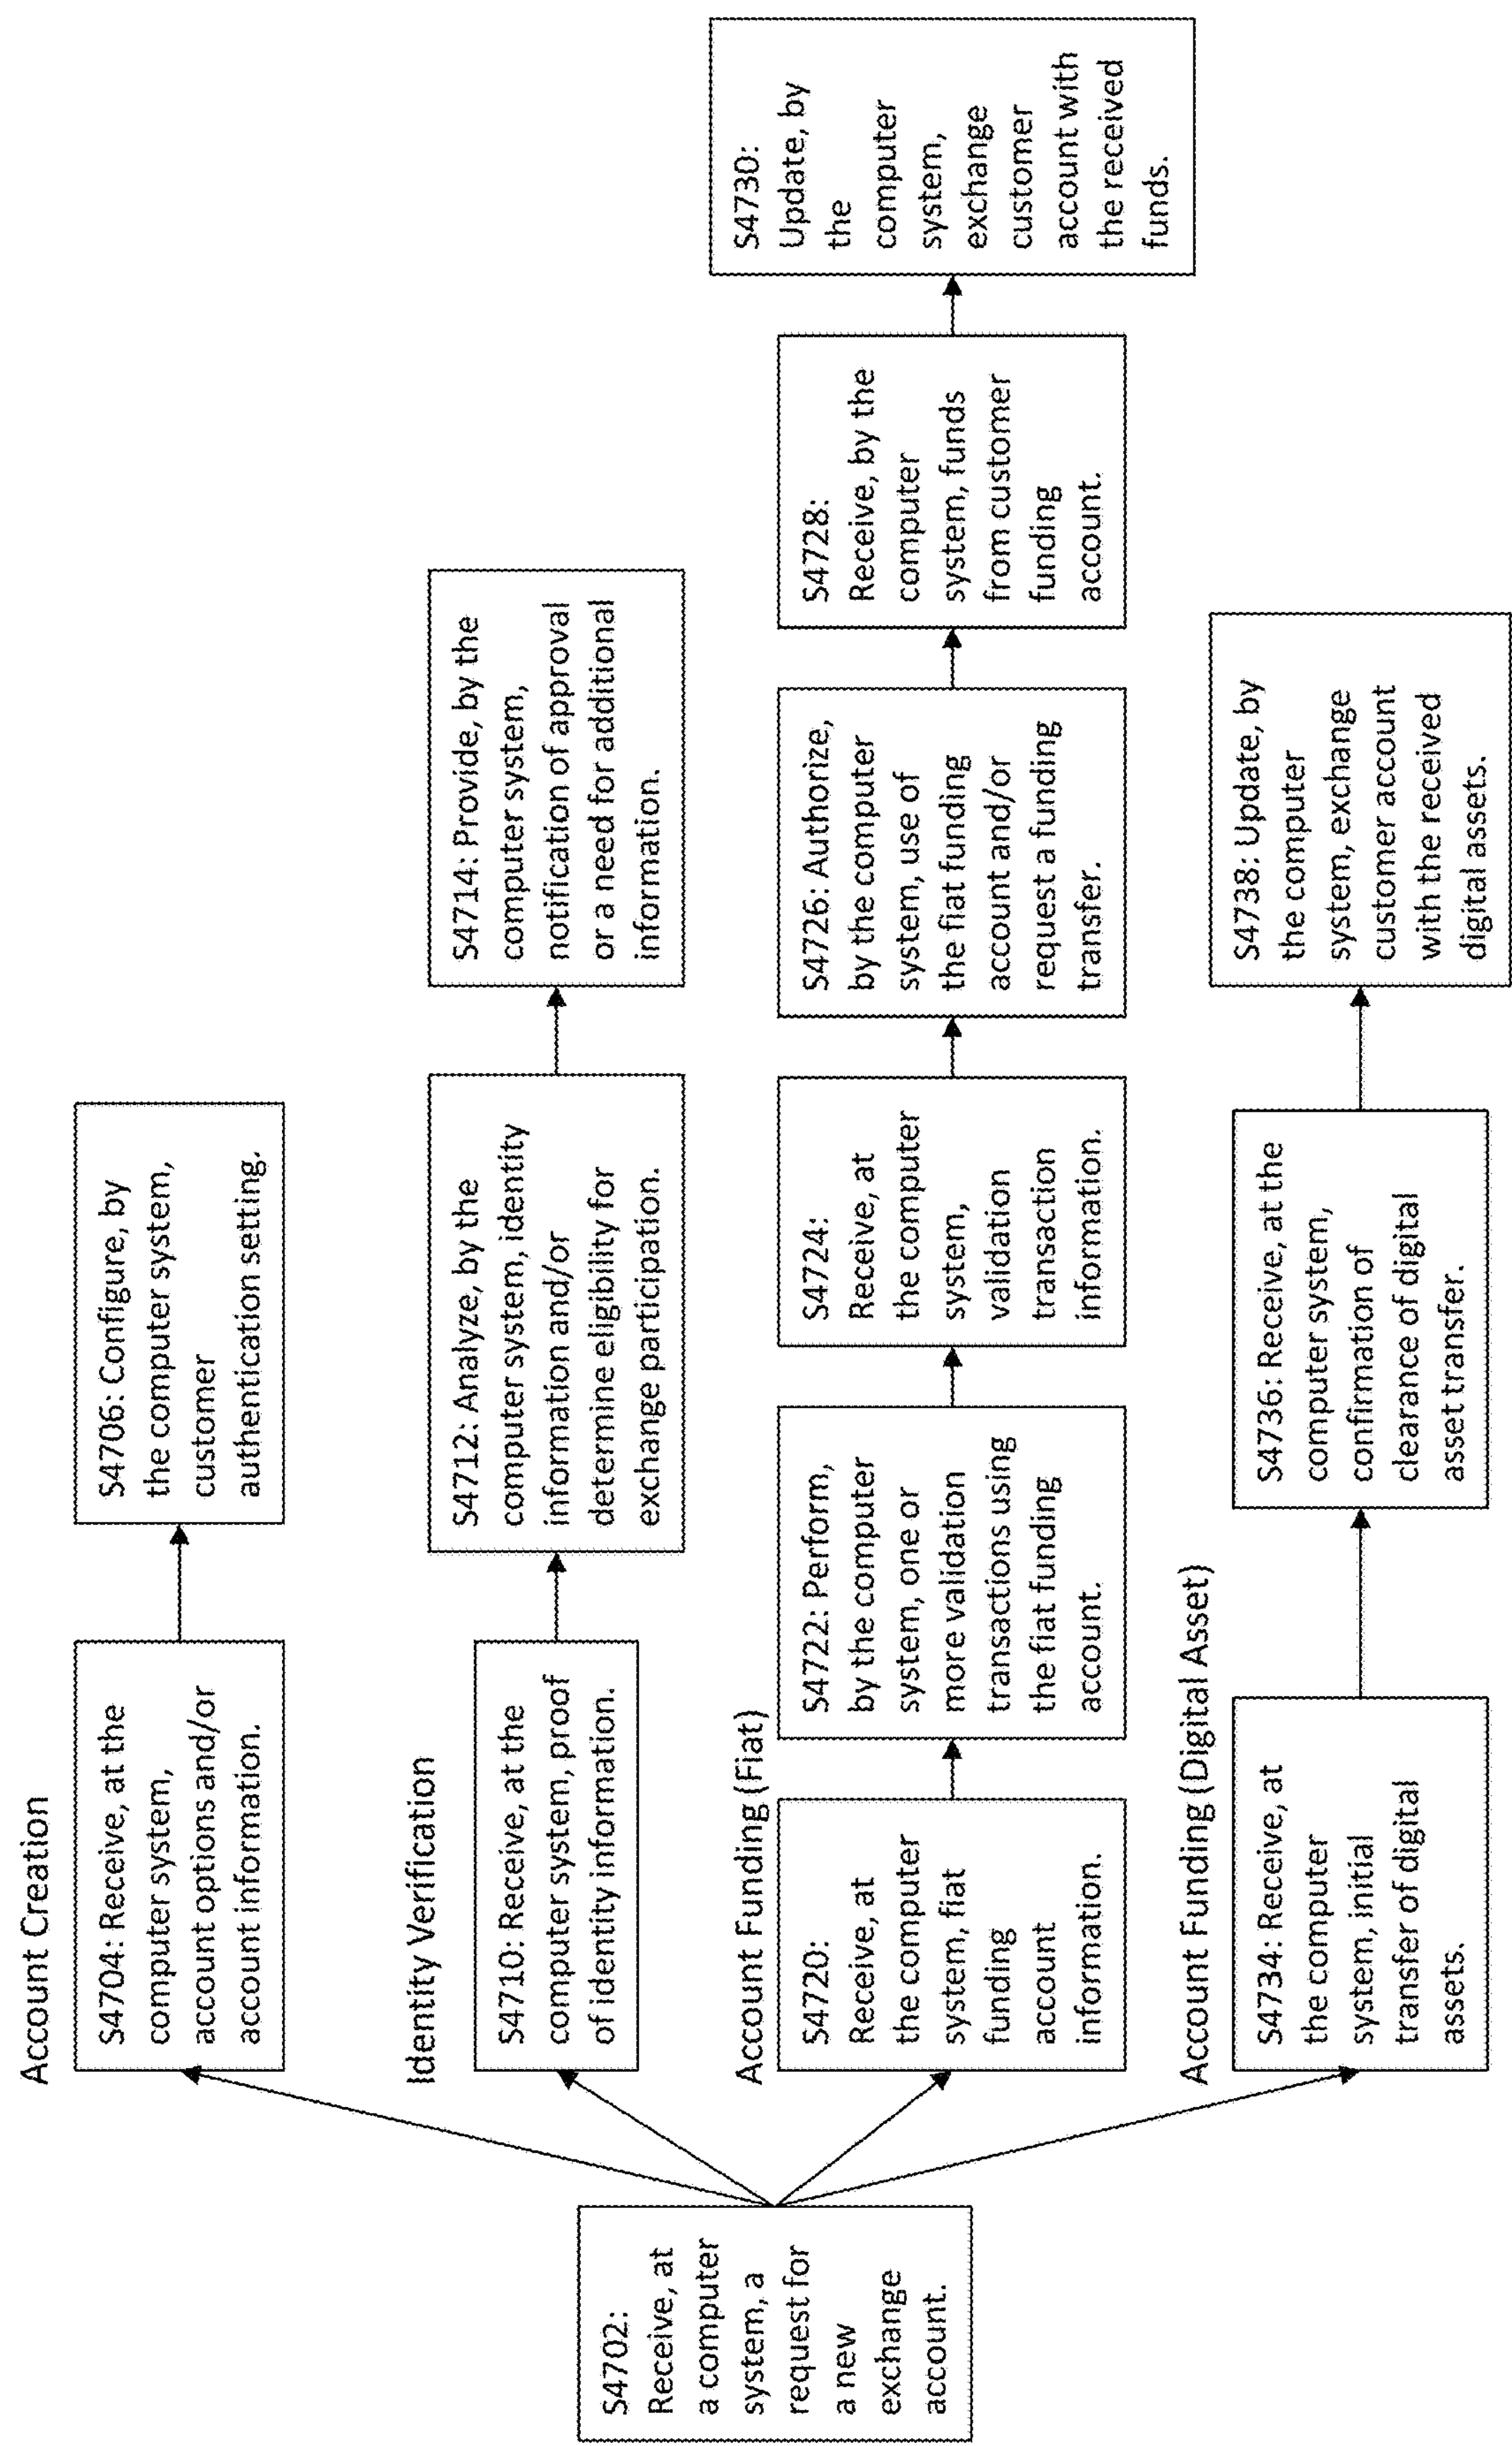 S4702:
Receive, at
a computer
system, a
request for
a new
exchange
account.
Account Creation
S4704: Receive, at the
computer system,
account options and/or
account information.
S4706: Configure, by
the computer system,
customer
authentication setting.
Identity Verification
S4710: Receive, at the
computer system, proof
of identity information.
S4712: Analyze, by the
computer system, identity
information and/or
determine eligibility for
exchange participation.
S4714: Provide, by the
computer system,
notification of approval
or a need for additional
information.
Account Funding (Fiat)
S4720:
Receive, at
the computer
system, fiat
funding
account
information.
S4722: Perform,
by the computer
system, one or
more validation
transactions using
the fiat funding
account.
S4724:
Receive, at
the computer
system,
validation
transaction
information.
S4726: Authorize,
by the computer
system, use of
the fiat funding
account and/or
request a funding
transfer.
S4728:
Receive, by the
computer
system, funds
from customer
funding
account.
S4730:
Update, by
the
computer
system,
exchange
customer
account with
the received
funds.
Account Funding (Digital Asset)
S4734: Receive, at
the computer
system, initial
transfer of digital
assets.
S4736: Receive, at the
computer system,
confirmation of
clearance of digital
asset transfer.
S4738: Update, by
the computer
system, exchange
customer account
with the received
digital assets.